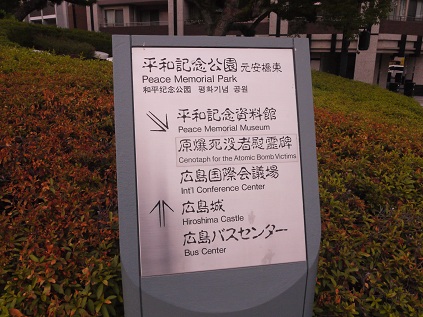 平和記念公園 元安橋東
Peace Memorial Park
和平纪念公園 평화기념 공원
平和記念資料館
Peace Memorial Museum
原爆死没者慰霊碑
Cenotaph for the Atomic Bomb Victims
広島国際会議場
Int'l Conference Center
広島城
Hiroshima Castle
広島バスセンター
Bus Center